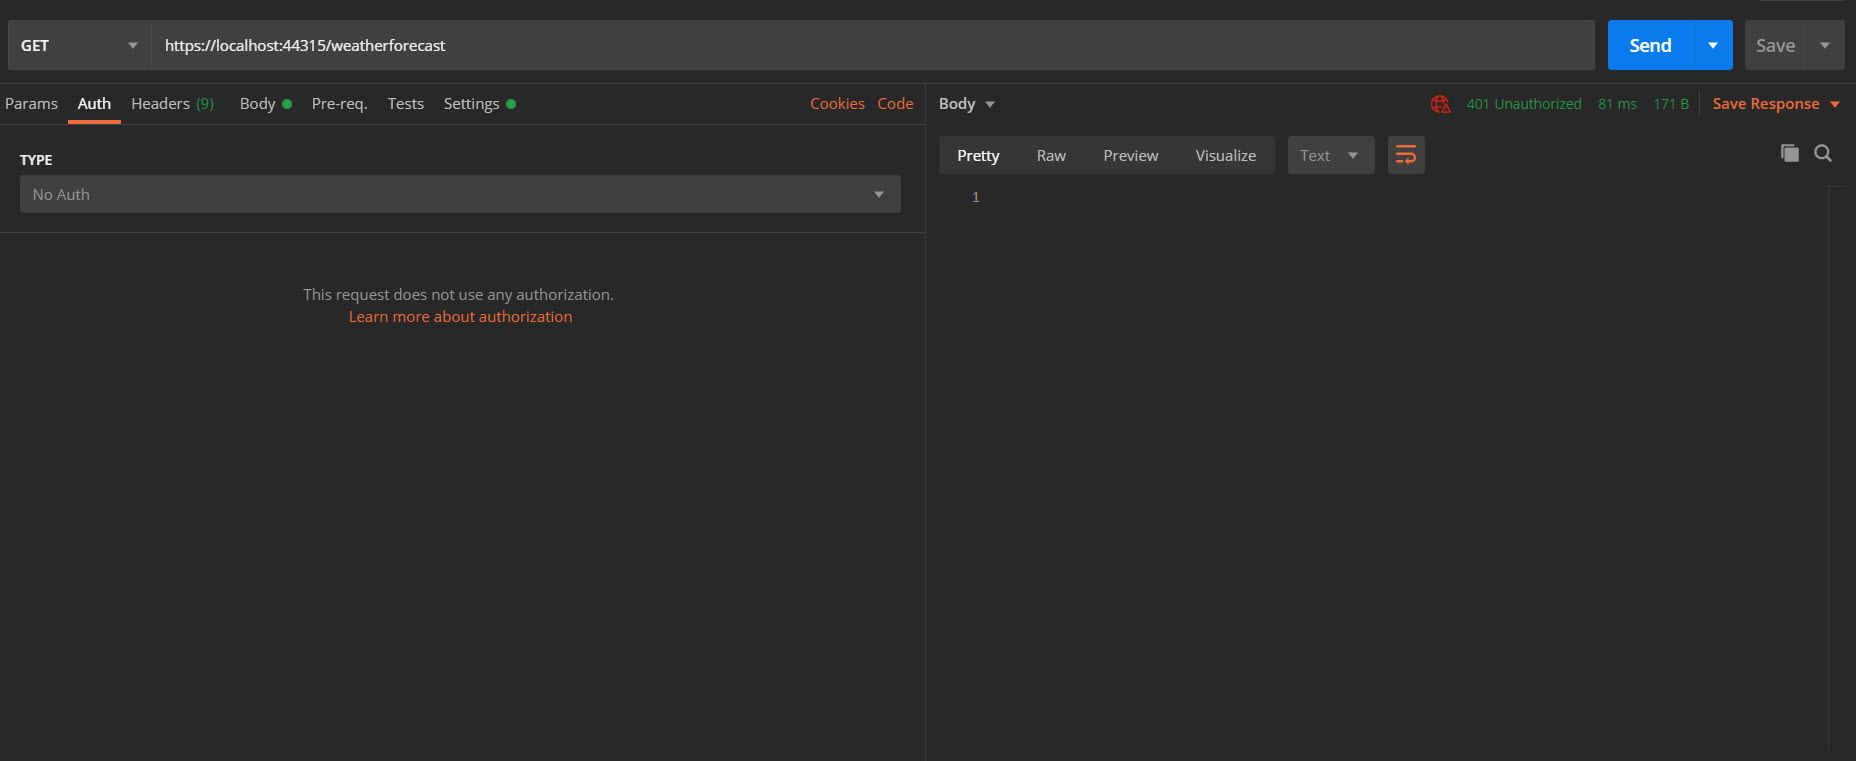 GET https://localhost:44315/weatherforecast Send Save
Params Auth Headers (9) Body Pre-req. Tests Settings Cookies Code
Body 401 Unauthorized 81 ms 171 B Save Response
TYPE
No Auth
This request does not use any authorization.
Learn more about authorization
Pretty Raw Preview Visualize Text
1